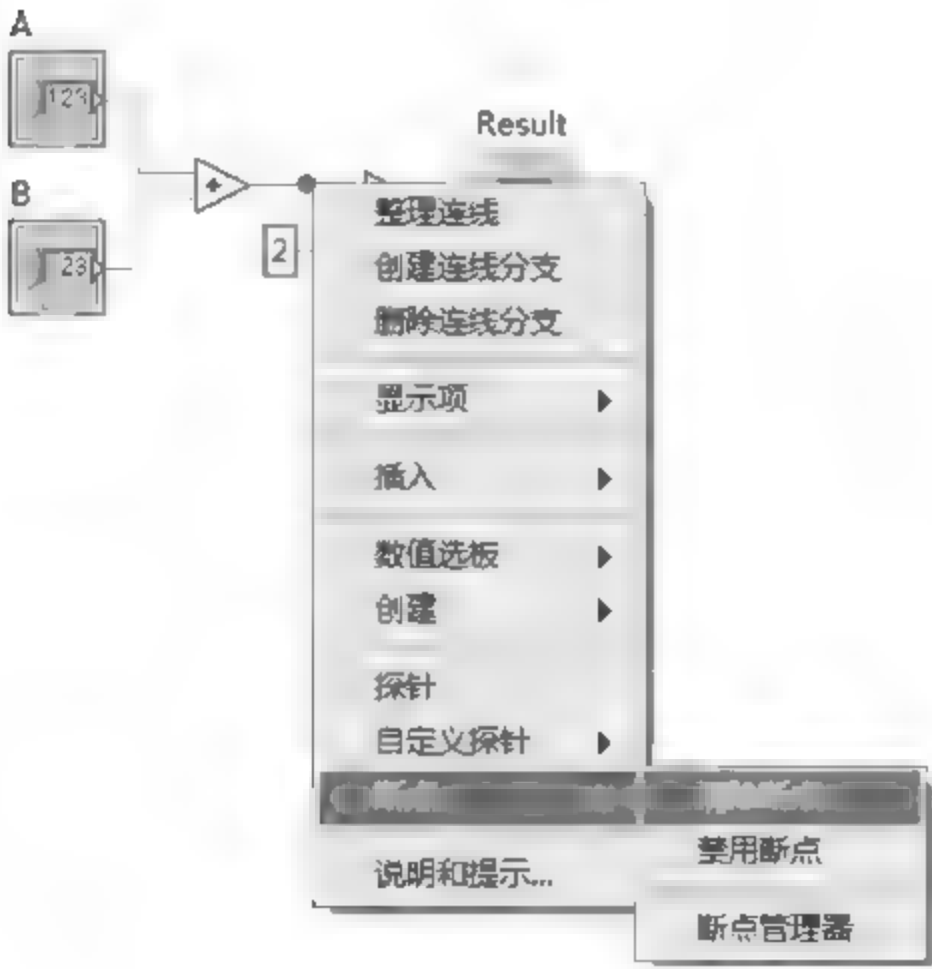 A
123
Result
B
23
2
整理连线
创建连线分支
删除连线分支
显示项
插入
数值选板
创建
探针
自定义探针
禁用断点
说明和提示...
断点管理器